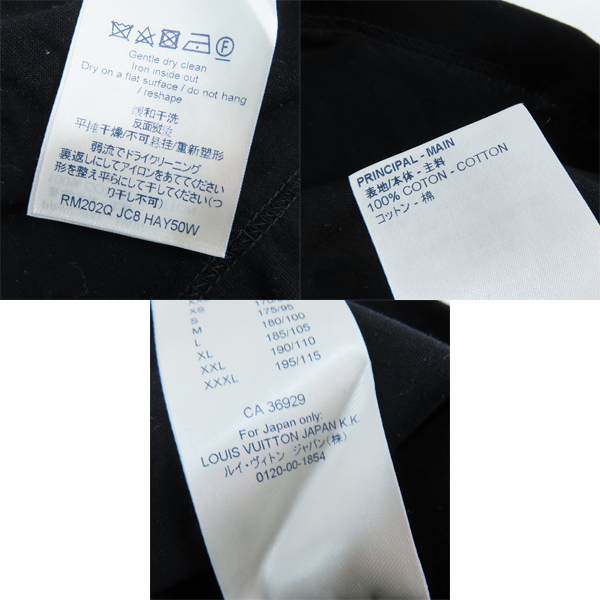 F
Gentle dry clean
Iron inside out
Dry on a flat surface / do not hang
/ reshape
缓和干洗
反面熨烫
平摊干燥/不可悬挂/重新塑形
弱流でドライクリーニング
裏返しにしてアイロンをあててください
形を整え平らにして干してください(つ
り干し不可)
RM202Q JC8 HAY50W
PRINCIPAL - MAIN
表地/本体 - 主料
100% COTON - COTTON
コットン - 棉
XS 175/95
S 180/100
M 185/105
L 190/110
XL 195/115
XXL
XXXL
CA 36929
For Japan only:
LOUIS VUITTON JAPAN K.K.
ルイ・ヴィトン ジャパン(株)
0120-00-1854